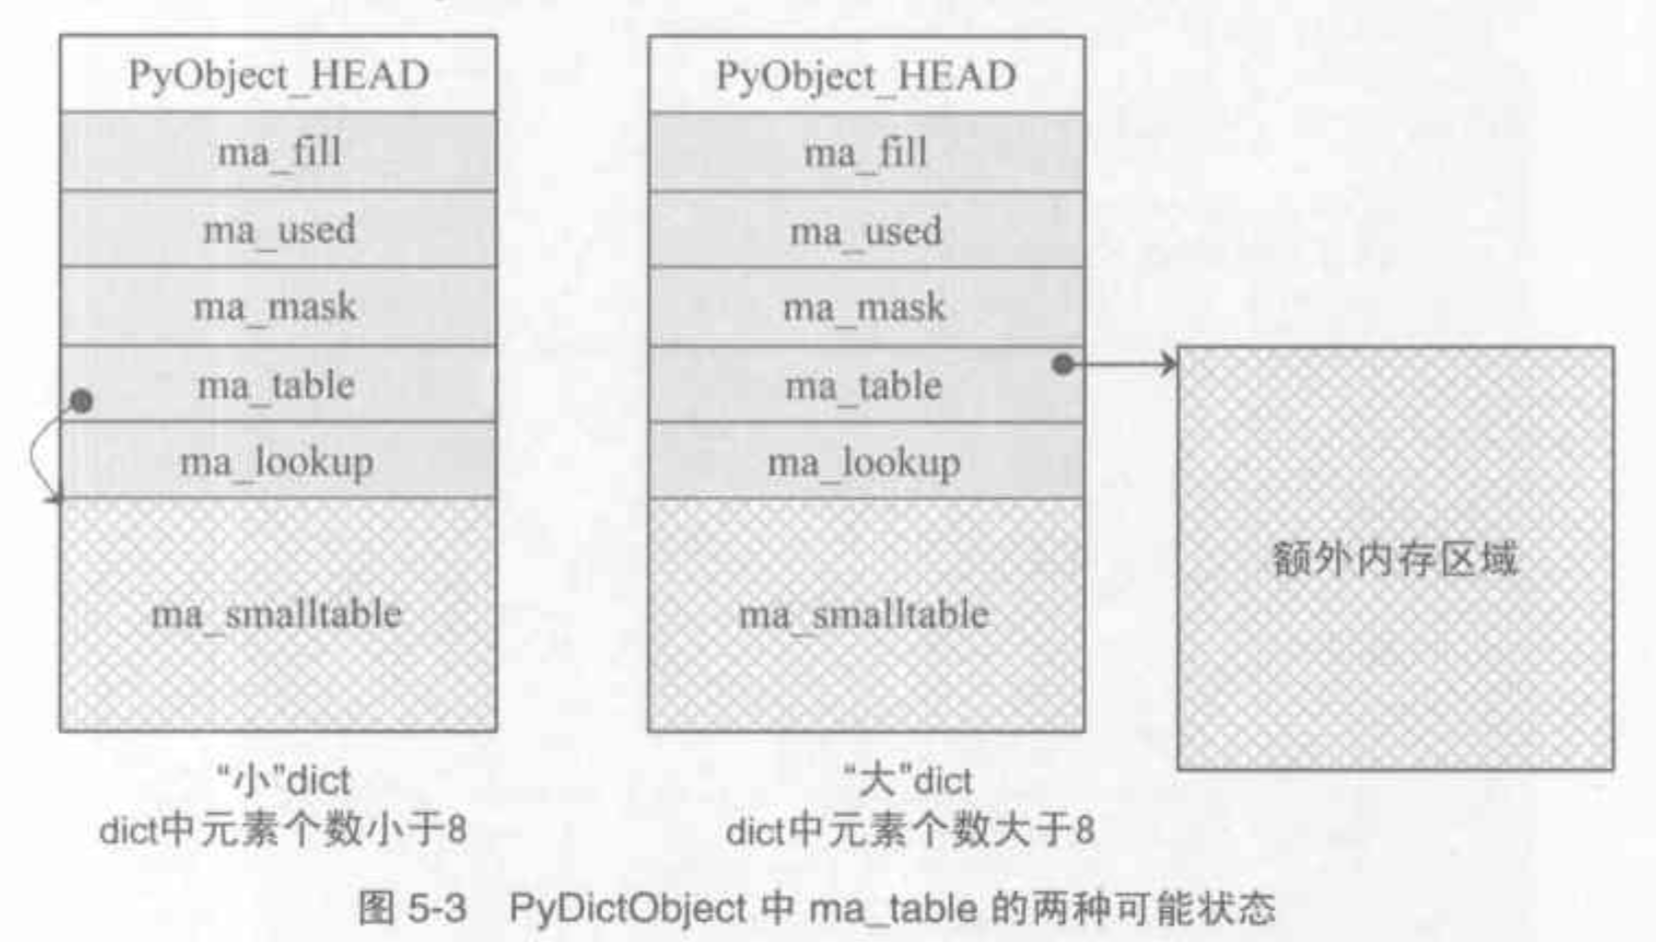 PyObject_HEAD
ma_fill
ma_used
ma_mask
ma_table
ma_lookup
ma_smalltable
“小”dict
dict中元素个数小于8
PyObject_HEAD
ma_fill
ma_used
ma_mask
ma_table
ma_lookup
ma_smalltable
“大”dict
dict中元素个数大于8
额外内存区域
图 5-3 PyDictObject 中 ma_table 的两种可能状态